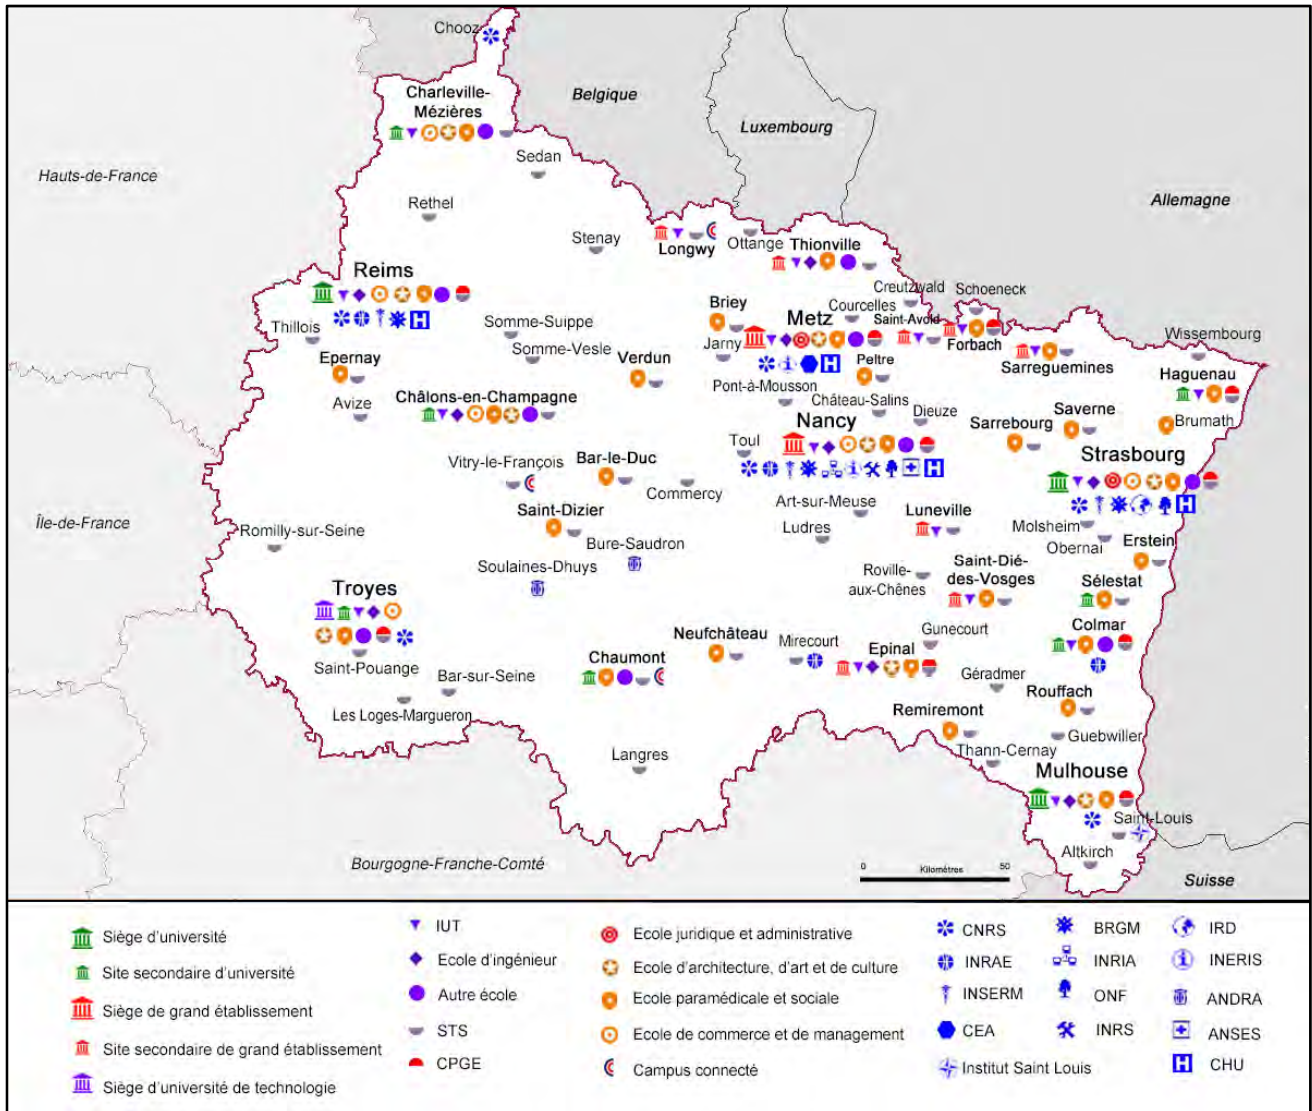 Chooz
Charleville-
Mézières
Belgique
Luxembourg
Hauts-de-France
Sedan
Allemagne
Rethel
Stenay
Longwy
Ottange
Thionville
Reims
Creutzwald
Schoeneck
Briey
Courcelles
Metz
Saint-Avold
Thillois
Somme-Suippe
Wissembourg
Forbach
Jarny
Somme-Vesle
Epernay
Verdun
Peltre
Sarreguemines
Haguenau
Pont-à-Mousson
Châlons-en-Champagne
Château-Salins
Avize
Dieuze
Saverne
Nancy
Sarrebourg
Brumath
Toul
Strasbourg
Vitry-le-François
Bar-le-Duc
Commercy
Art-sur-Meuse
Île-de-France
Saint-Dizier
Luneville
Romilly-sur-Seine
Ludres
Molsheim
Bure-Saudron
Obernai
Erstein
Soulaines-Dhuys
Saint-Dié-
des-Vosges
Roville-
aux-Chênes
Sélestat
Troyes
Colmar
Neufchâteau
Mirecourt
Gunecourt
Epinal
Chaumont
Saint-Pouange
Bar-sur-Seine
Géradmer
Rouffach
Les Loges-Margueron
Remiremont
Guebwiller
Langres
Thann-Cernay
Mulhouse
Saint-Louis
Altkirch
Bourgogne-Franche-Comté
0 Kilomètres 50
Suisse
Siège d'université
Site secondaire d'université
Siège de grand établissement
Site secondaire de grand établissement
Siège d'université de technologie
IUT
Ecole d'ingénieur
Autre école
STS
CPGE
Ecole juridique et administrative
Ecole d'architecture, d'art et de culture
Ecole paramédicale et sociale
Ecole de commerce et de management
Campus connecté
CNRS
INRAE
INSERM
CEA
Institut Saint Louis
BRGM
INRIA
ONF
INRS
IRD
INERIS
ANDRA
ANSES
CHU